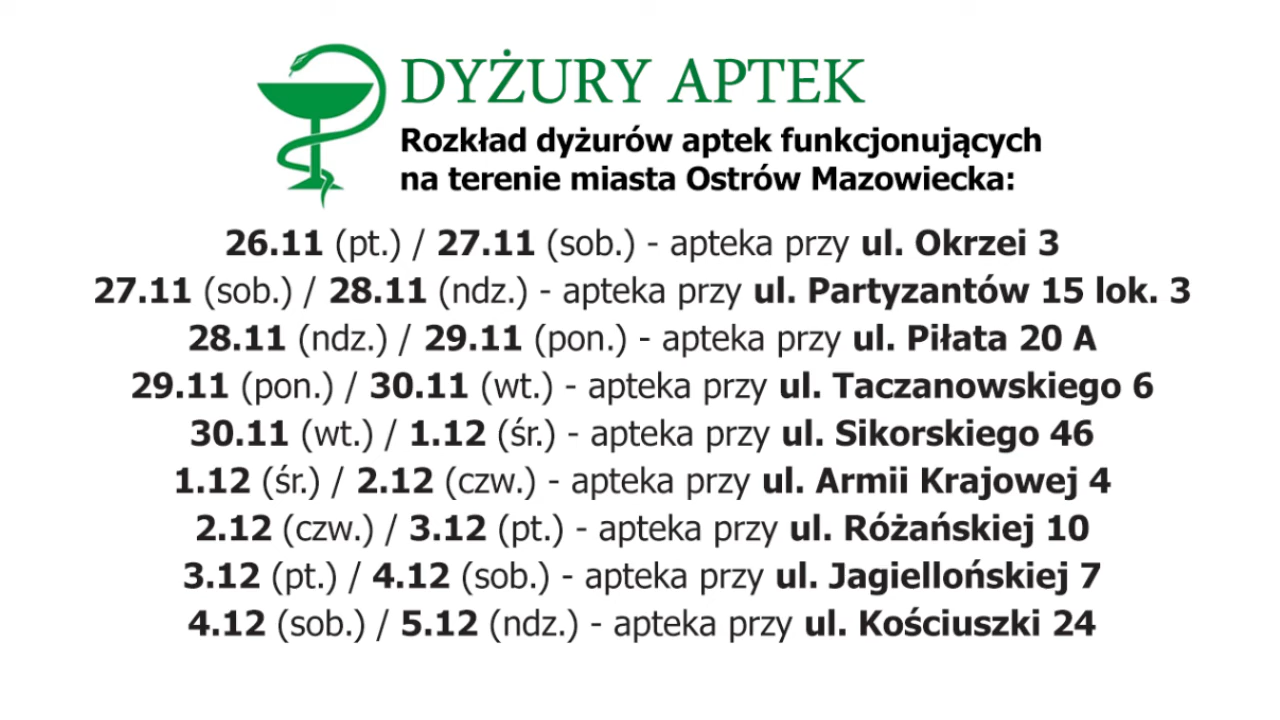 DYŻURY APTEK
Rozkład dyżurów aptek funkcjonujących
na terenie miasta Ostrów Mazowiecka:
26.11 (pt.) / 27.11 (sob.) - apteka przy ul. Okrzei 3
27.11 (sob.) / 28.11 (ndz.) - apteka przy ul. Partyzantów 15 lok. 3
28.11 (ndz.) / 29.11 (pon.) - apteka przy ul. Piłata 20 A
29.11 (pon.) / 30.11 (wt.) - apteka przy ul. Taczanowskiego 6
30.11 (wt.) / 1.12 (śr.) - apteka przy ul. Sikorskiego 46
1.12 (śr.) / 2.12 (czw.) - apteka przy ul. Armii Krajowej 4
2.12 (czw.) / 3.12 (pt.) - apteka przy ul. Różańskiej 10
3.12 (pt.) / 4.12 (sob.) - apteka przy ul. Jagiellońskiej 7
4.12 (sob.) / 5.12 (ndz.) - apteka przy ul. Kościuszki 24